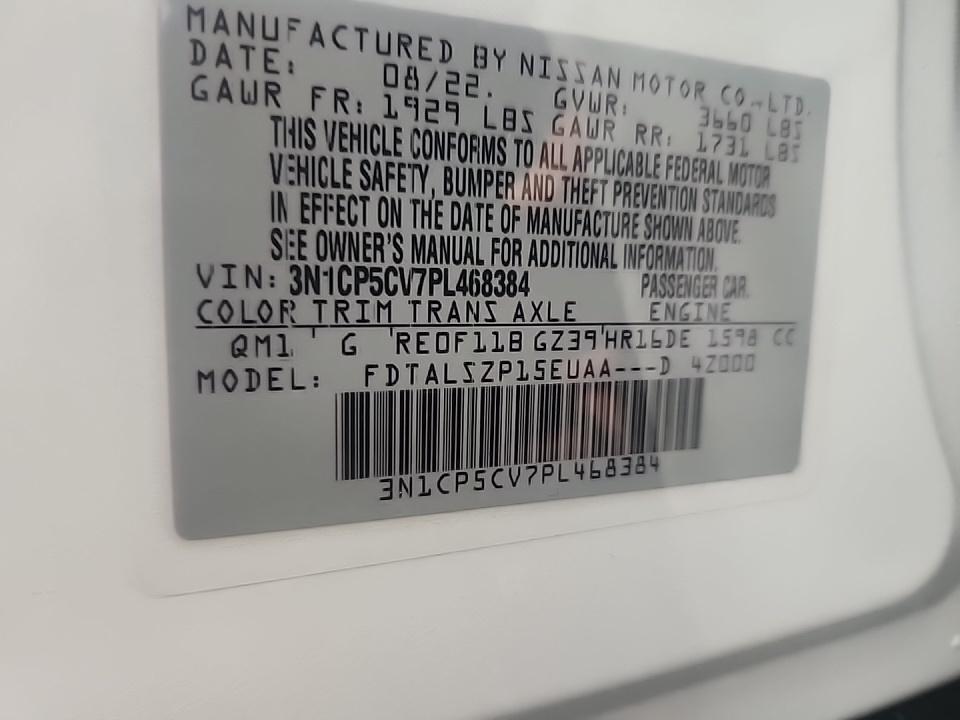 MANUFACTURED BY NISSAN MOTOR CO.,LTD.
DATE: 08/22. GVWR: 3660 LBS
GAWR FR: 1929 LBS GAWR RR: 1731 LBS
THIS VEHICLE CONFORMS TO ALL APPLICABLE FEDERAL MOTOR
VEHICLE SAFETY, BUMPER AND THEFT PREVENTION STANDARDS
IN EFFECT ON THE DATE OF MANUFACTURE SHOWN ABOVE.
SEE OWNER'S MANUAL FOR ADDITIONAL INFORMATION.
VIN: 3N1CP5CV7PL468384 PASSENGER CAR.
COLOR TRIM TRANS AXLE ENGINE
QM1 G RE0F11B GZ39 HR16DE 1598 CC
MODEL: FDTALSZP15EUAA---D 4Z000
3N1CP5CV7PL468384